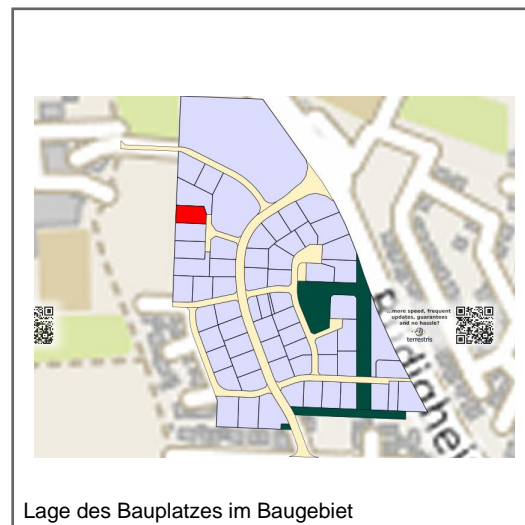 ...more speed, frequent
updates, guarantees
and no hassle?
terrestris
Lage des Bauplatzes im Baugebiet